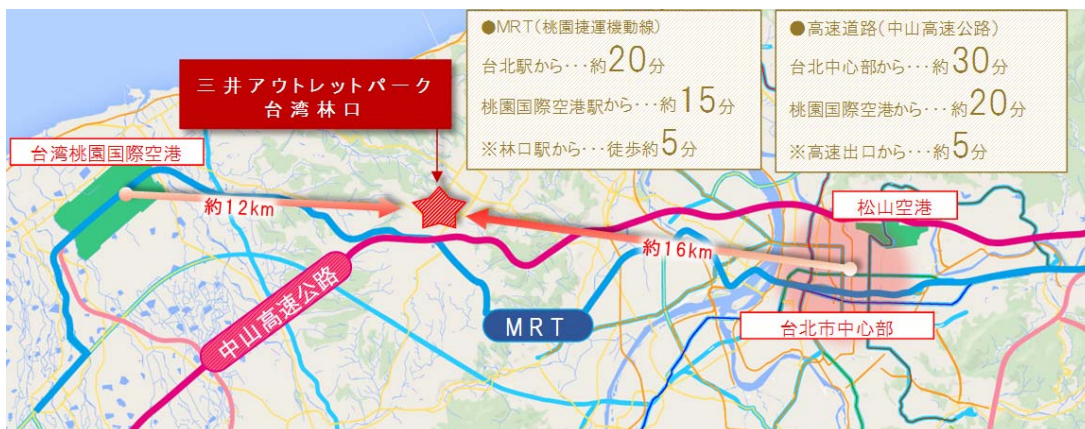 ●MRT(桃園捷運機動線)
台北駅から・・・約20分
桃園国際空港駅から・・・約15分
※林口駅から・・・徒歩約5分
●高速道路(中山高速公路)
台北中心部から・・・約30分
桃園国際空港から・・・約20分
※高速出口から・・・約5分
三井アウトレットパーク
台湾林口
台湾桃園国際空港
約12km
松山空港
約16km
中山高速公路
MRT
台北市中心部